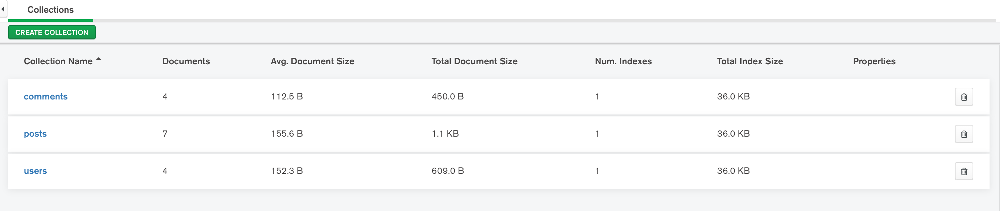 Collections
CREATE COLLECTION
Collection Name Documents Avg. Document Size Total Document Size Num. Indexes Total Index Size Properties
comments 4 112.5 B 450.0 B 1 36.0 KB
posts 7 155.6 B 1.1 KB 1 36.0 KB
users 4 152.3 B 609.0 B 1 36.0 KB